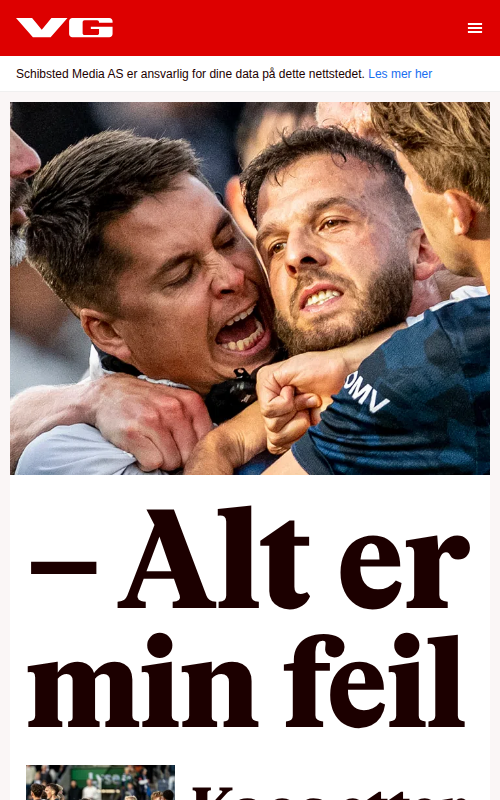 VG
Schibsted Media AS er ansvarlig for dine data på dette nettstedet. Les mer her
OMV
– Alt er
min feil
Lyse